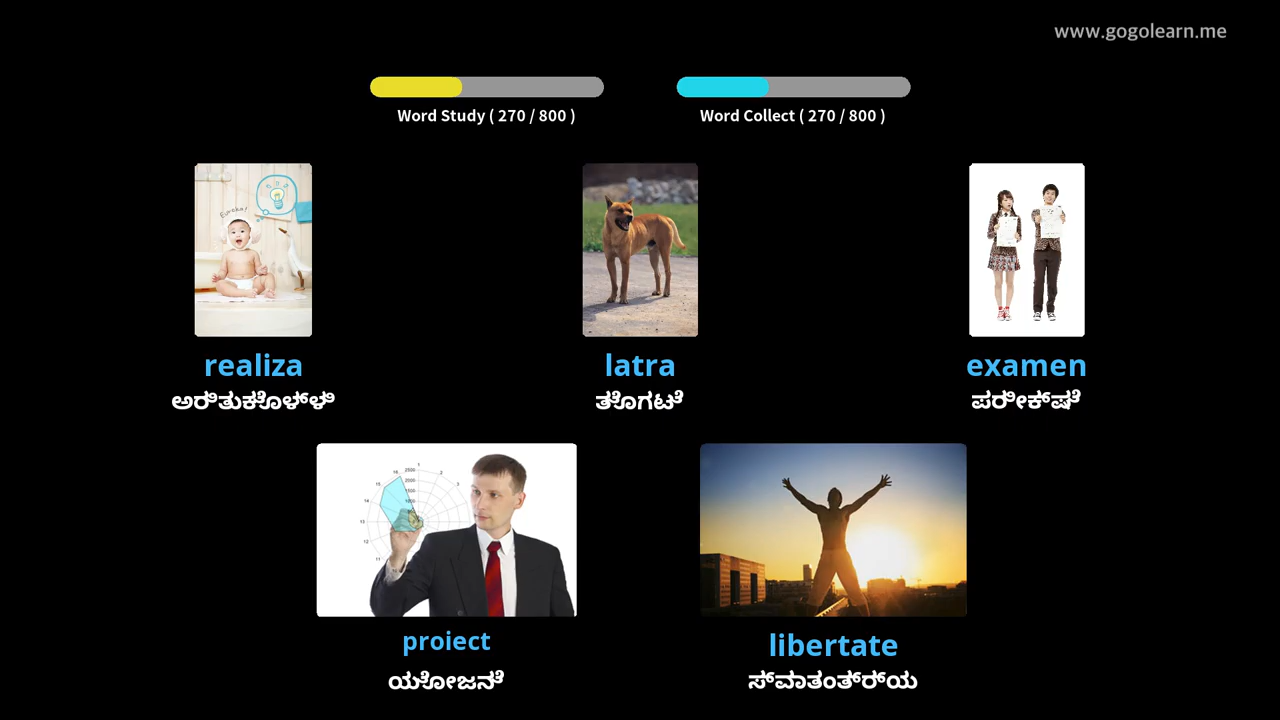 www.gogolearn.me
Word Study ( 270 / 800 )
Word Collect ( 270 / 800 )
Eureka!
realiza
latra
examen
ಅರಿತುಕೊಳ್ಳಿ
ತೊಗಟೆ
ಪರೀಕ್ಷೆ
proiect
libertate
ಯೋಜನೆ
ಸ್ವಾತಂತ್ರ್ಯ